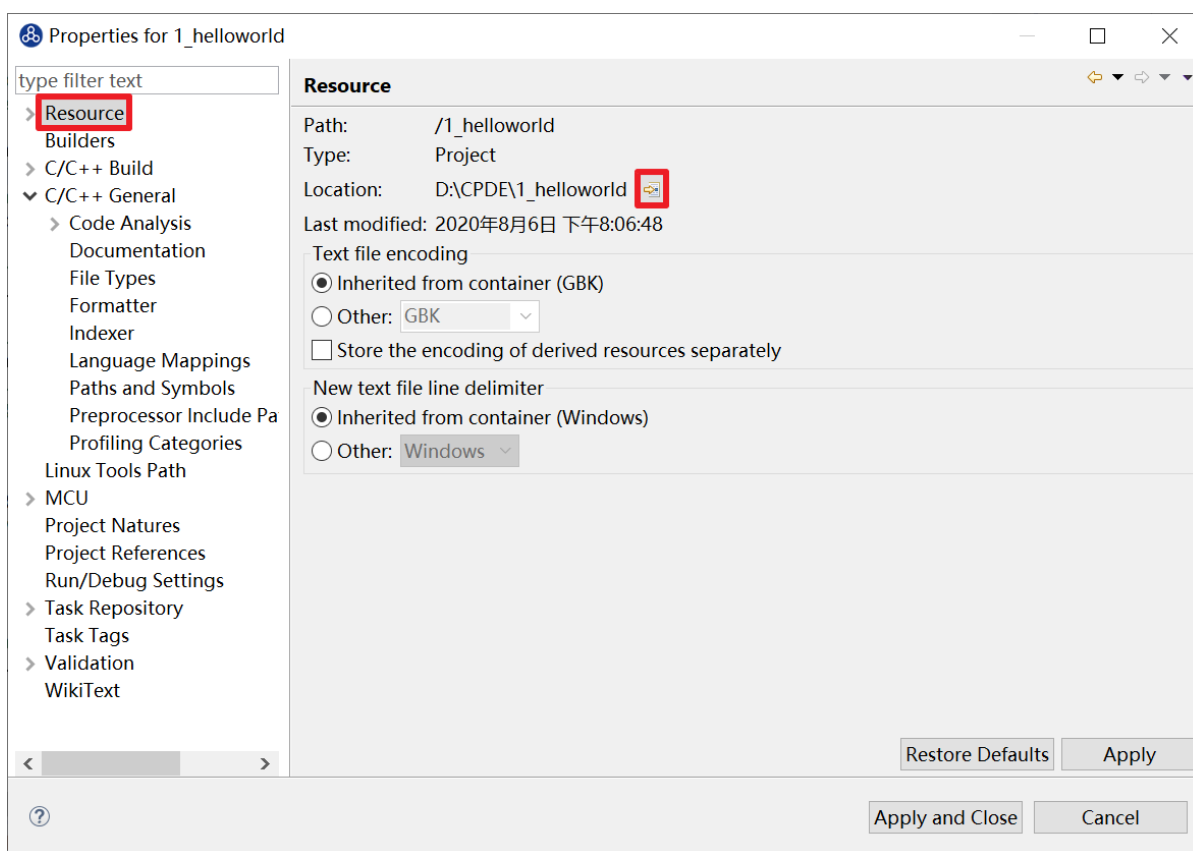 Properties for 1_helloworld
type filter text
Resource
Builders
C/C++ Build
C/C++ General
Code Analysis
Documentation
File Types
Formatter
Indexer
Language Mappings
Paths and Symbols
Preprocessor Include Pa
Profiling Categories
Linux Tools Path
MCU
Project Natures
Project References
Run/Debug Settings
Task Repository
Task Tags
Validation
WikiText
Resource
Path: /1_helloworld
Type: Project
Location: D:\CPDE\1_helloworld
Last modified: 2020年8月6日 下午8:06:48
Text file encoding
Inherited from container (GBK)
Other: GBK
Store the encoding of derived resources separately
New text file line delimiter
Inherited from container (Windows)
Other: Windows
Restore Defaults Apply
Apply and Close Cancel